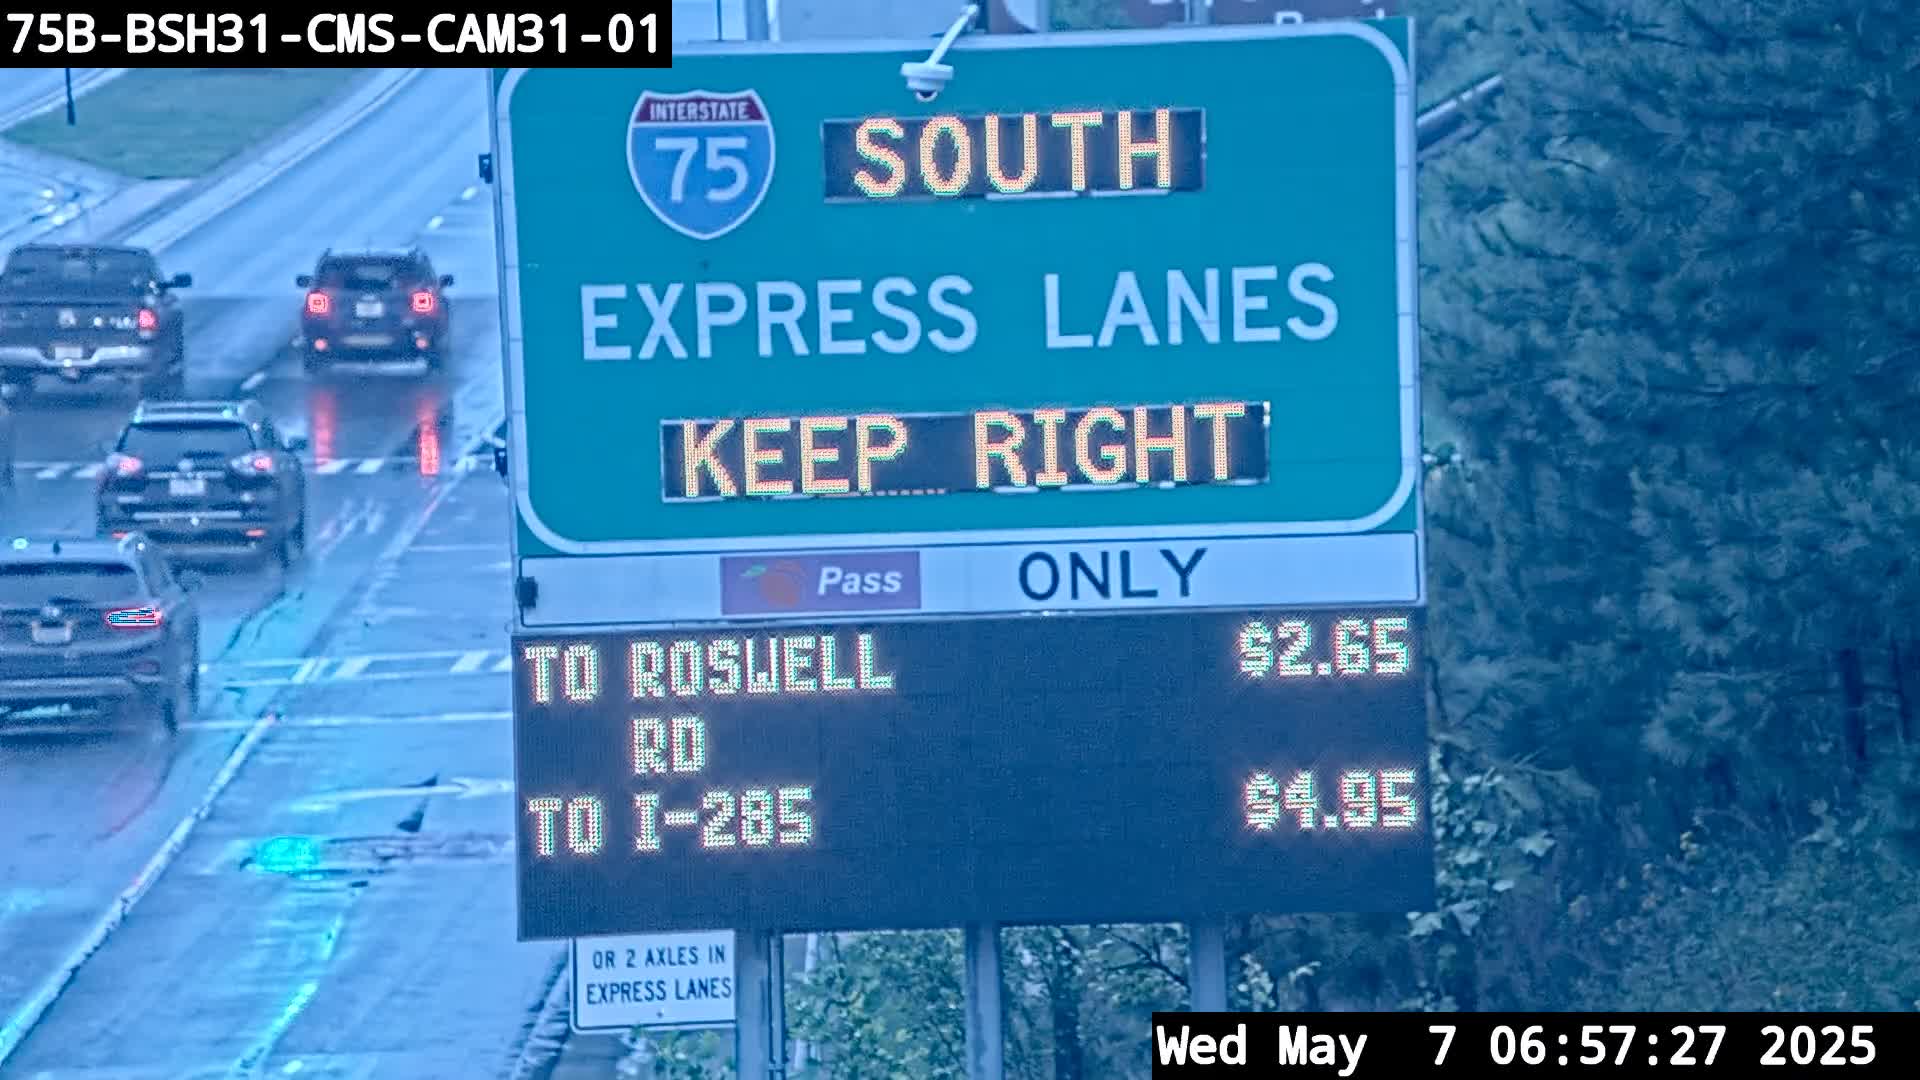 75B-BSH31-CMS-CAM31-01
INTERSTATE
75
SOUTH
EXPRESS LANES
KEEP RIGHT
Pass ONLY
TO ROSWELL $2.65
RD
TO I-285 $4.95
OR 2 AXLES IN
EXPRESS LANES
Wed May 7 06:57:27 2025